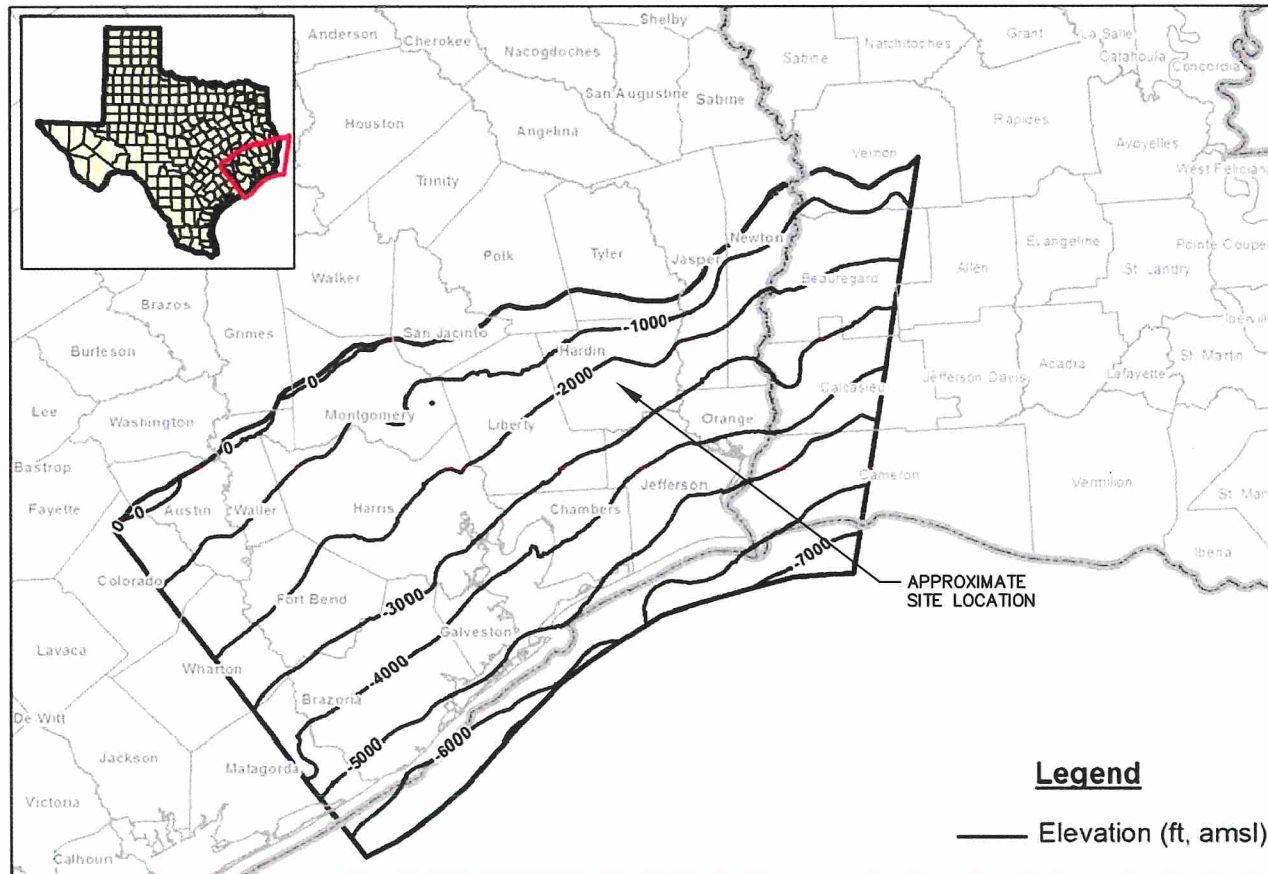 Shelby
Anderson
Cherokee
Nacogdoches
Sabine
Natchitoches
Grant
La Salle
Catahoula
Concordia
San Augustine
Sabine
Houston
Angelina
Rapides
Avoyelles
Vernon
West Feliciana
Trinity
Newton
Polk
Tyler
Jasper
Evangeline
Pointe Coupee
Walker
Beauregard
Allen
St. Landry
Brazos
Grimes
San Jacinto
-1000
Hardin
Burleson
0
-2000
Acadia
St. Martin
Calcasieu
Jefferson Davis
Lafayette
Lee
Washington
Montgomery
Liberty
Orange
0
Bastrop
Jefferson
Cameron
Fayette
0
0
Austin
Waller
Harris
Chambers
Vermilion
-7000
Iberia
Colorado
APPROXIMATE
SITE LOCATION
Fort Bend
-3000
Galveston
Lavaca
Wharton
-4000
Brazoria
De Witt
-5000
-6000
Jackson
Matagorda
Legend
Victoria
Elevation (ft, amsl)
Calhoun